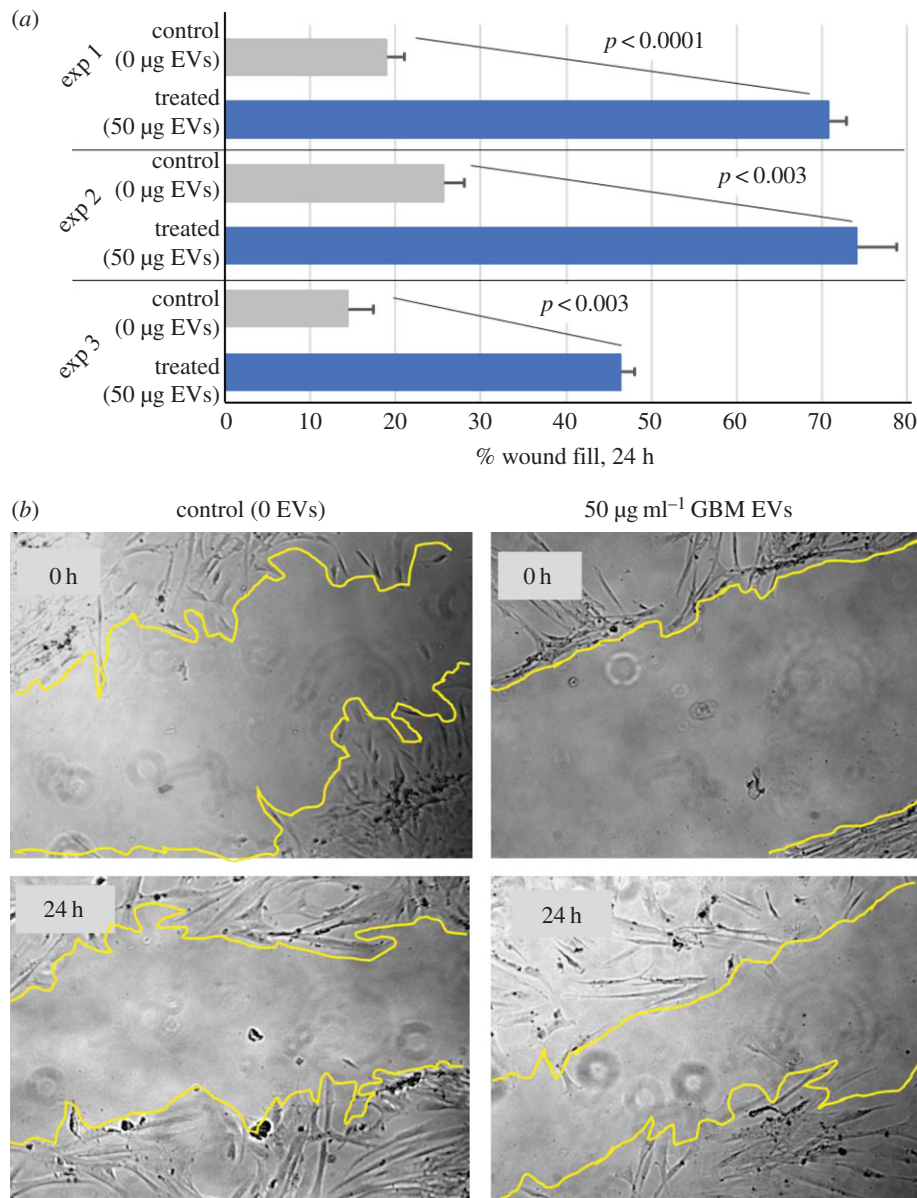 (a)
exp 1
control
(0 µg EVs)
p < 0.0001
treated
(50 µg EVs)
exp 2
control
(0 µg EVs)
p < 0.003
treated
(50 µg EVs)
exp 3
control
(0 µg EVs)
p < 0.003
treated
(50 µg EVs)
0 10 20 30 40 50 60 70 80
% wound fill, 24 h
(b)
control (0 EVs) 50 µg ml⁻¹ GBM EVs
0 h 0 h
24 h 24 h